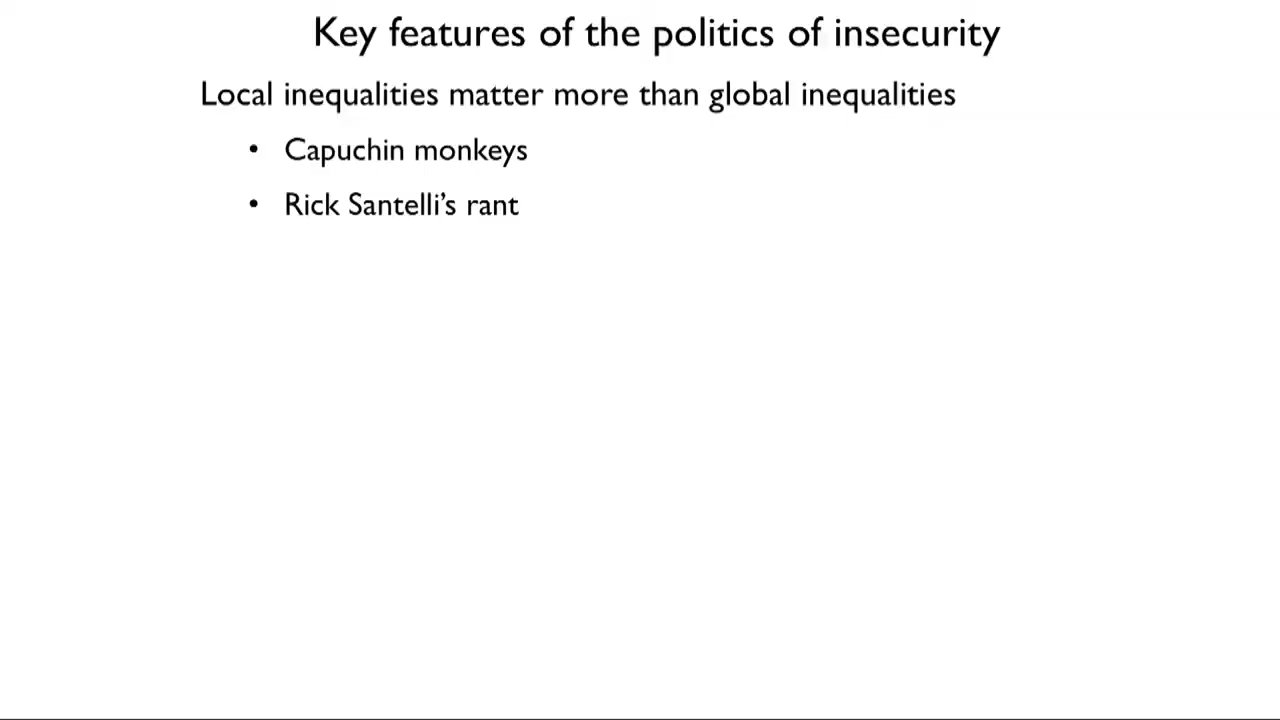 Key features of the politics of insecurity
Local inequalities matter more than global inequalities
• Capuchin monkeys
• Rick Santelli’s rant